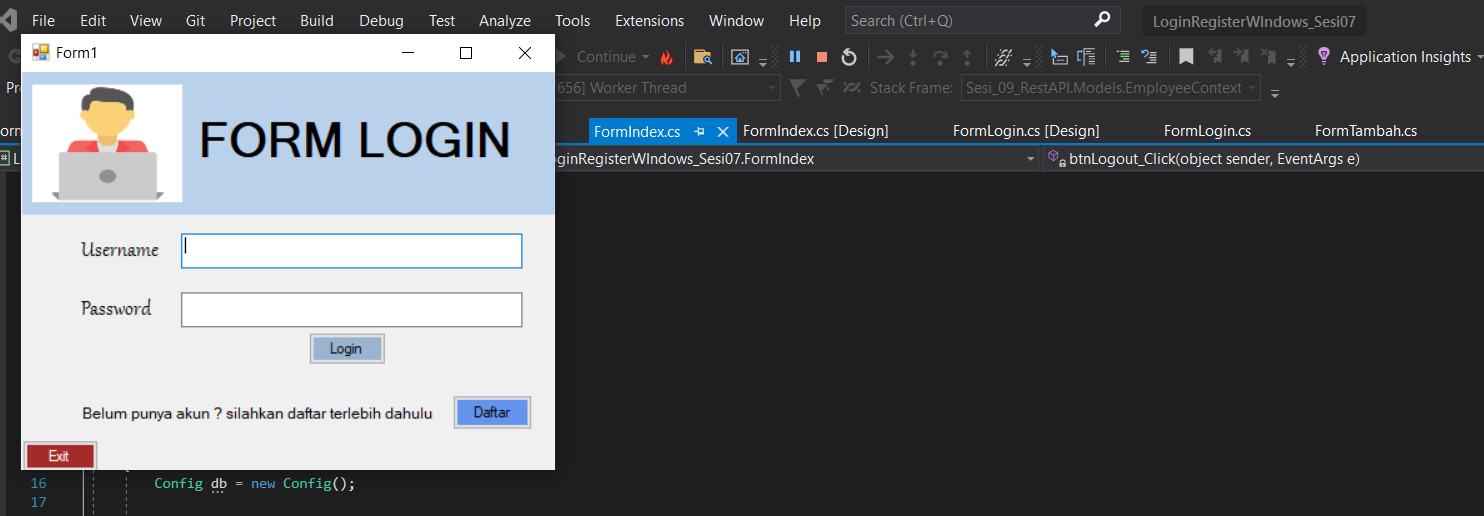 File Edit View Git Project Build Debug Test Analyze Tools Extensions Window Help Search (Ctrl+Q) LoginRegisterWIndows_Sesi07
Form1
Continue Application Insights
656] Worker Thread Stack Frame: Sesi_09_RestAPI.Models.EmployeeContext
FormIndex.cs FormIndex.cs [Design] FormLogin.cs [Design] FormLogin.cs FormTambah.cs
oginRegisterWIndows_Sesi07.FormIndex btnLogout_Click(object sender, EventArgs e)
FORM LOGIN
Username
Password
Login
Belum punya akun ? silahkan daftar terlebih dahulu Daftar
Exit
16 Config db = new Config();
17